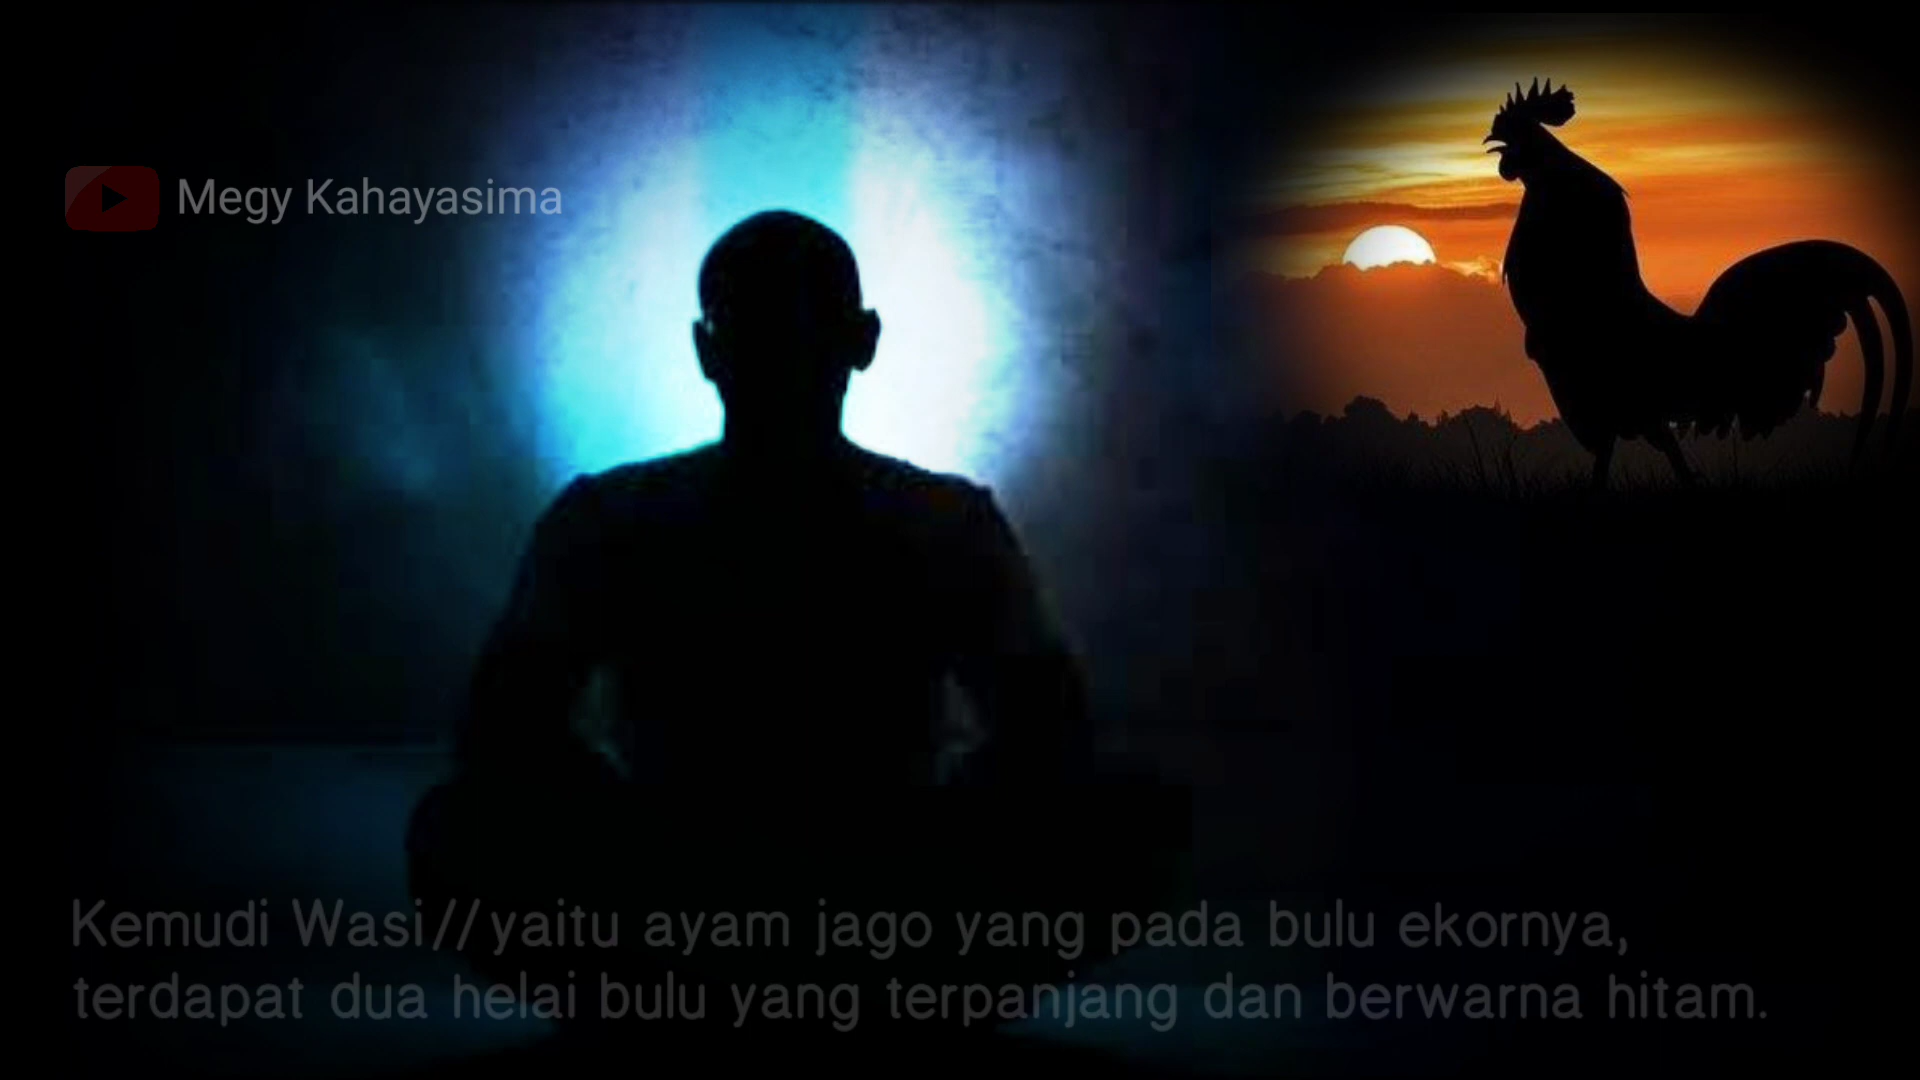 Megy Kahayasima
Kemudi Wasi//yaitu ayam jago yang pada bulu ekornya,
terdapat dua helai bulu yang terpanjang dan berwarna hitam.